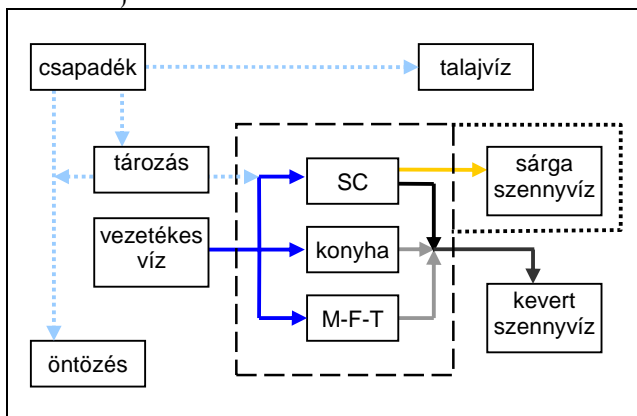 csapadék
talajvíz
tározás
SC
sárga
szennyvíz
vezetékes
víz
konyha
M-F-T
kevert
szennyvíz
öntözés